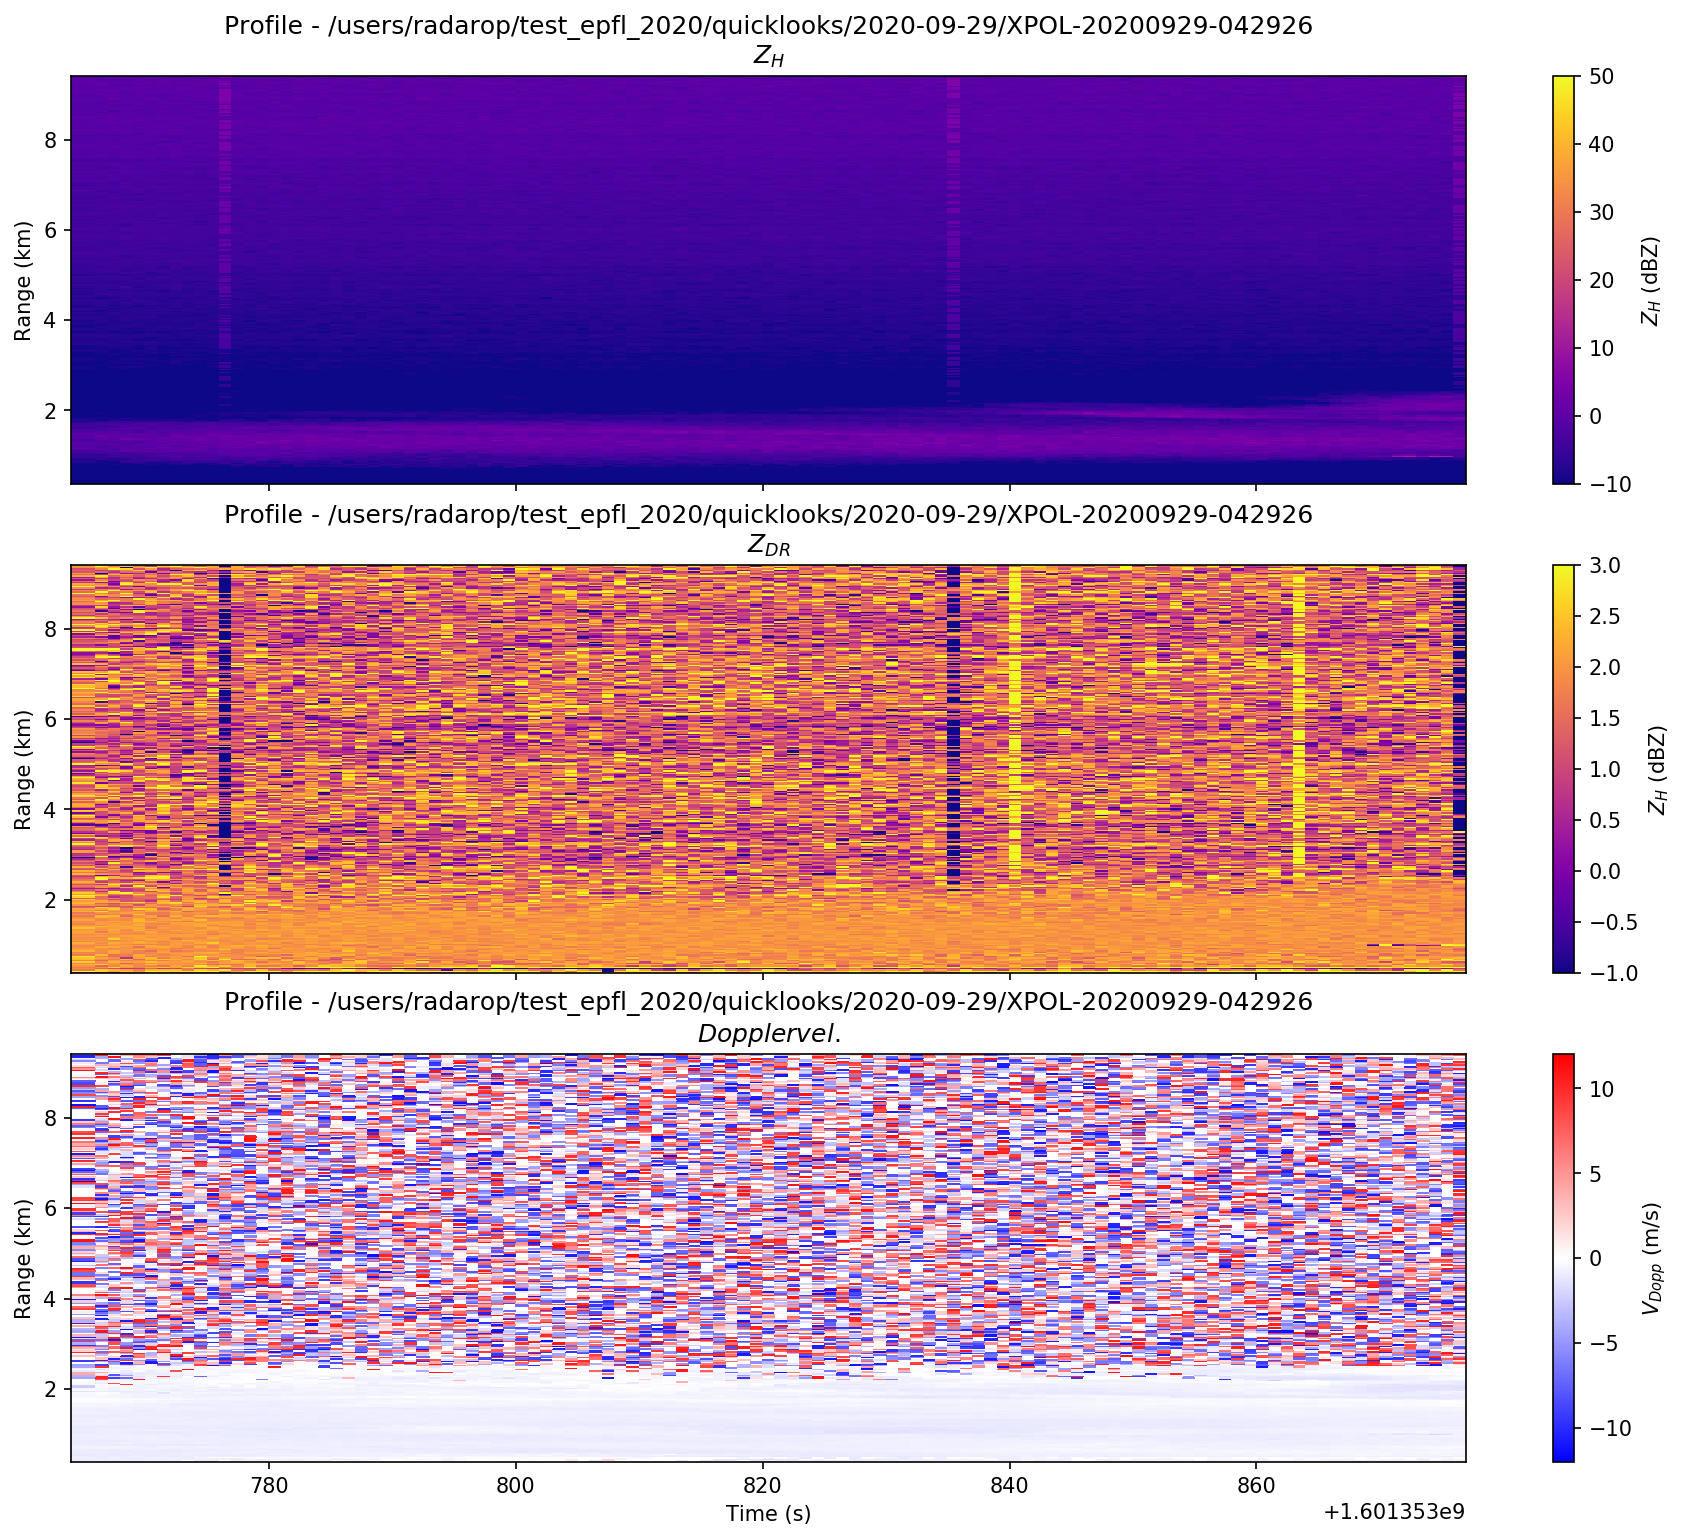 Profile - /users/radarop/test_epfl_2020/quicklooks/2020-09-29/XPOL-20200929-042926
Z_H
8
6
4
2
Range (km)
50
40
30
20
10
0
−10
Z_H (dBZ)
Profile - /users/radarop/test_epfl_2020/quicklooks/2020-09-29/XPOL-20200929-042926
Z_DR
8
6
4
2
Range (km)
3.0
2.5
2.0
1.5
1.0
0.5
0.0
−0.5
−1.0
Z_H (dBZ)
Profile - /users/radarop/test_epfl_2020/quicklooks/2020-09-29/XPOL-20200929-042926
Dopplervel.
8
6
4
2
Range (km)
10
5
0
−5
−10
V_Dopp (m/s)
780 800 820 840 860
Time (s)
+1.601353e9